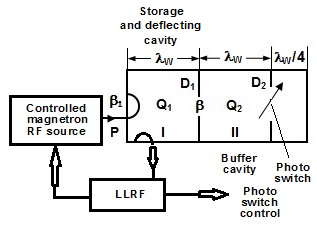 Storage
and deflecting
cavity
λW
λW
λW/4
Controlled
magnetron
RF source
β1
P
Q1
I
D1
β
Q2
II
D2
Buffer
cavity
Photo
switch
LLRF
Photo
switch
control